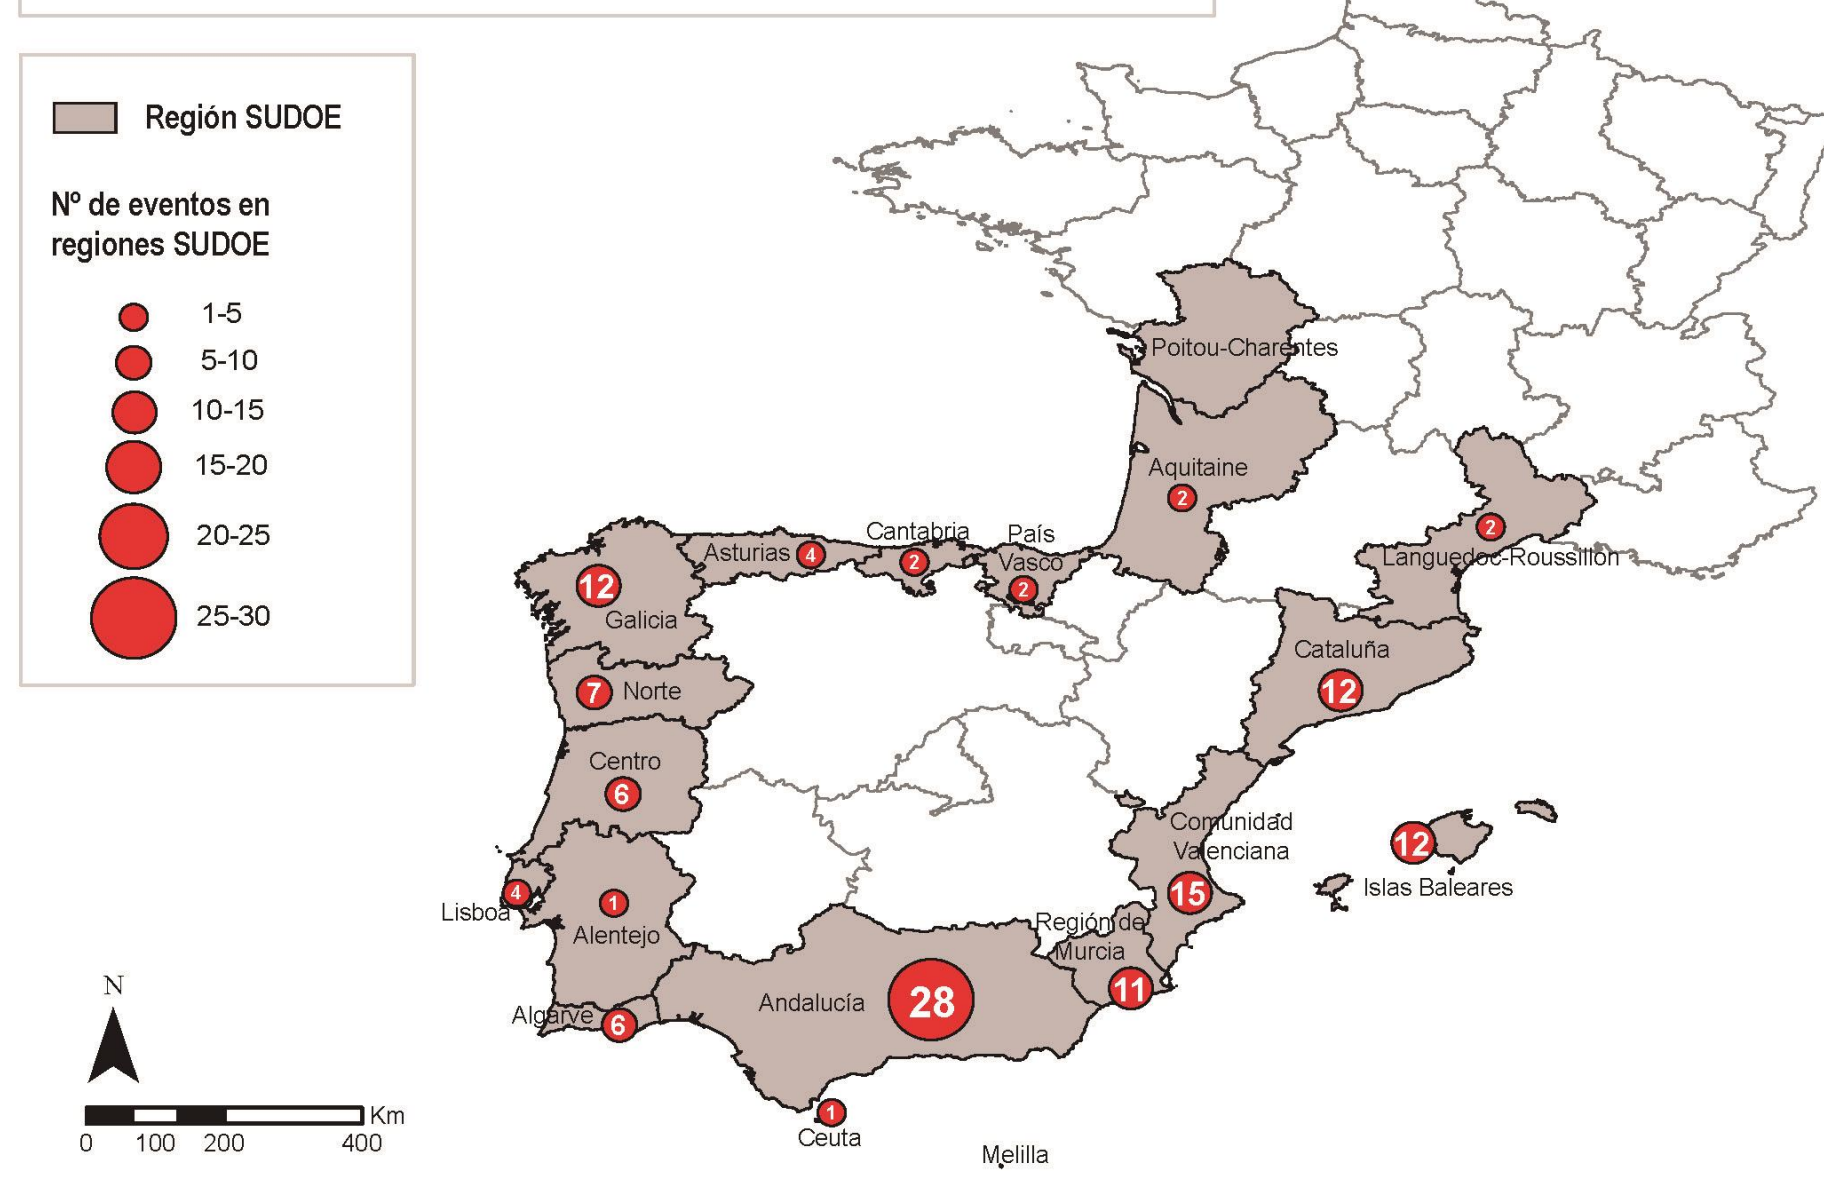 Región SUDOE
Nº de eventos en
regiones SUDOE
1-5
5-10
10-15
15-20
20-25
25-30
Poitou-Charentes
Aquitaine
2
2
Languedoc-Roussillon
Cantabria
País
Vasco
Asturias
4
2
2
12
Galicia
Cataluña
12
7
Norte
Centro
6
Comunidad
Valenciana
15
12
Islas Baleares
4
Lisboa
1
Alentejo
Región de
Murcia
11
Andalucía
28
Algarve
6
1
Ceuta
Melilla
N
Km
0
100
200
400